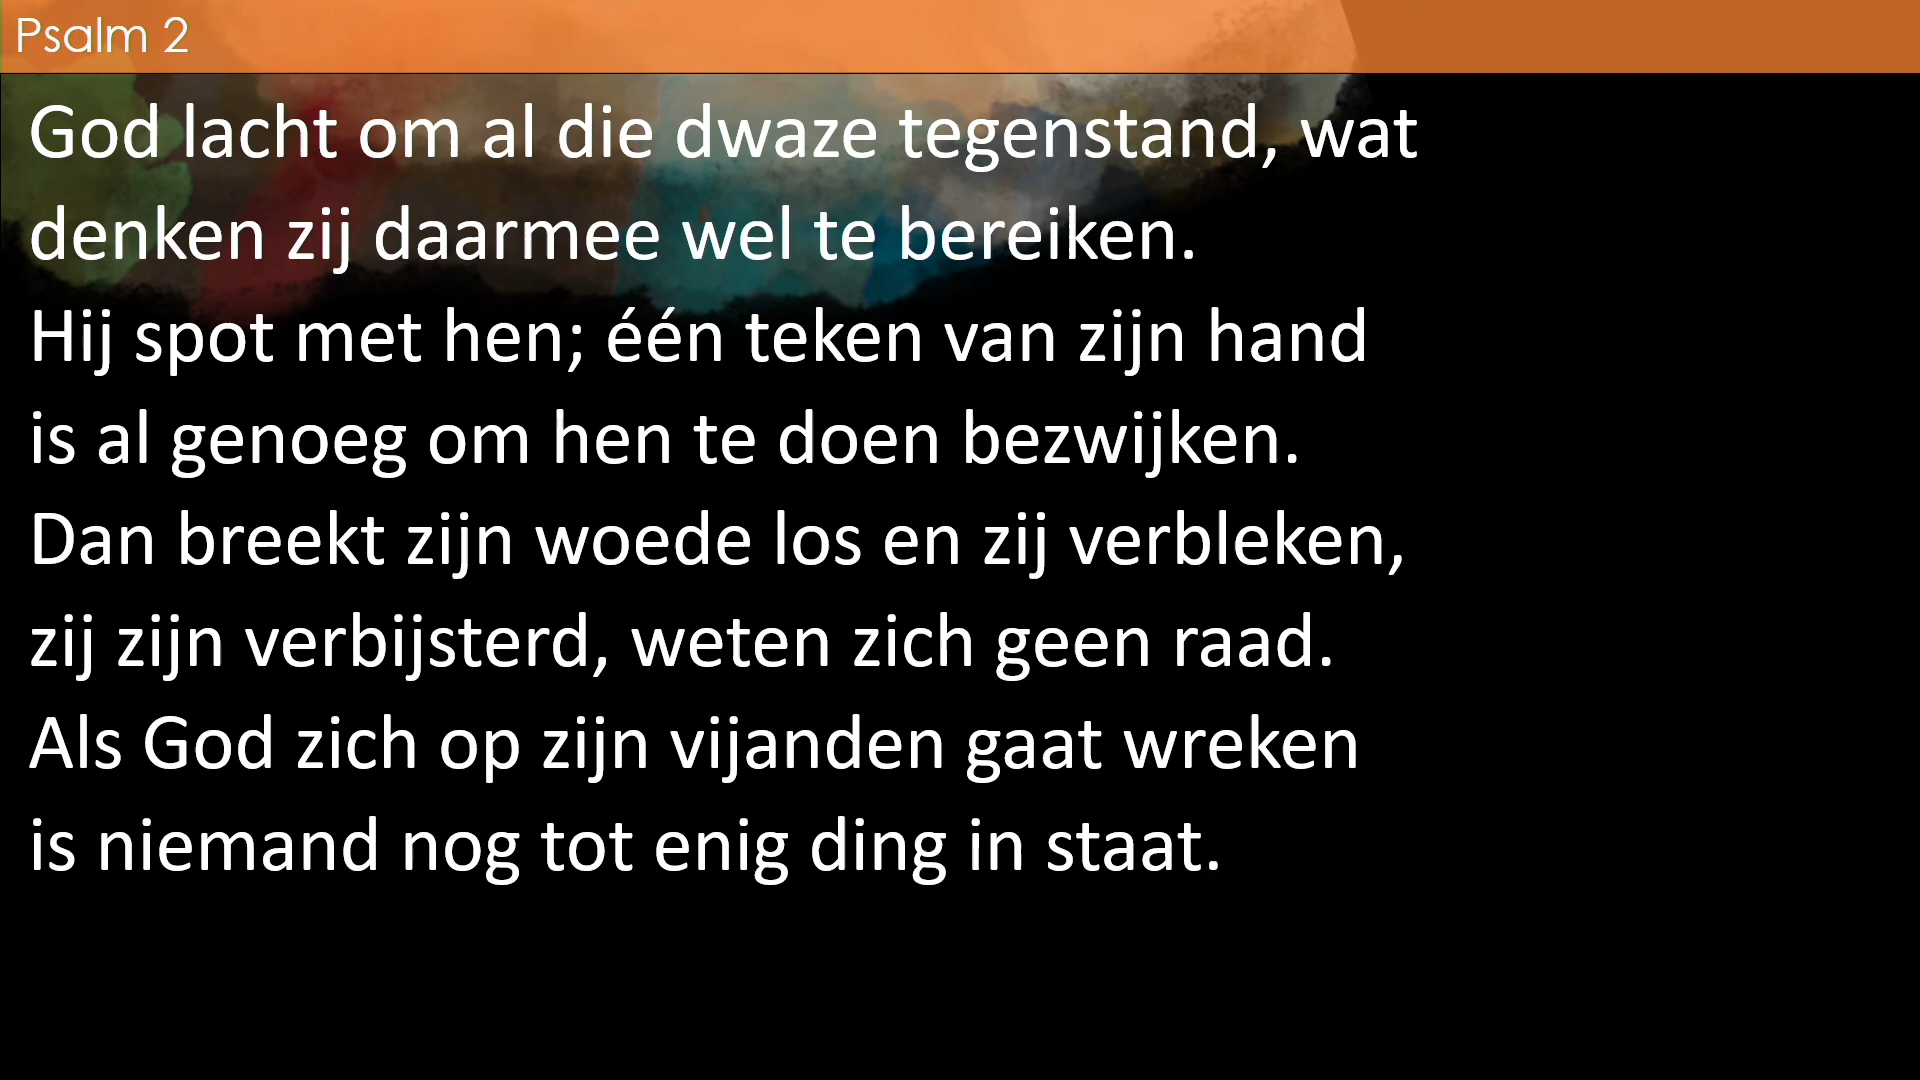 Psalm 2
God lacht om al die dwaze tegenstand, wat
denken zij daarmee wel te bereiken.
Hij spot met hen; één teken van zijn hand
is al genoeg om hen te doen bezwijken.
Dan breekt zijn woede los en zij verbleken,
zij zijn verbijsterd, weten zich geen raad.
Als God zich op zijn vijanden gaat wreken
is niemand nog tot enig ding in staat.